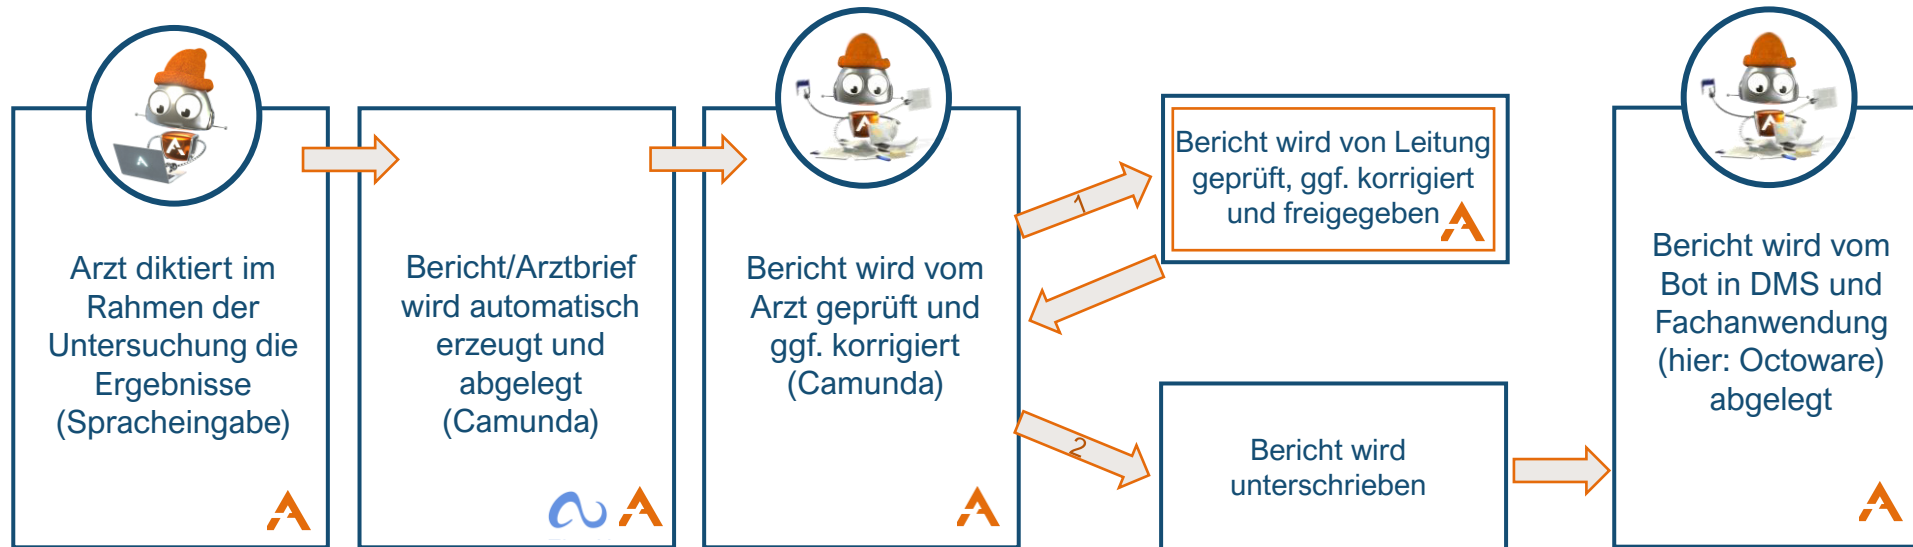 Arzt diktiert im
Rahmen der
Untersuchung die
Ergebnisse
(Spracheingabe)
Bericht/Arztbrief
wird automatisch
erzeugt und
abgelegt
(Camunda)
Bericht wird vom
Arzt geprüft und
ggf. korrigiert
(Camunda)
1
Bericht wird von Leitung
geprüft, ggf. korrigiert
und freigegeben
2
Bericht wird
unterschrieben
Bericht wird vom
Bot in DMS und
Fachanwendung
(hier: Octoware)
abgelegt